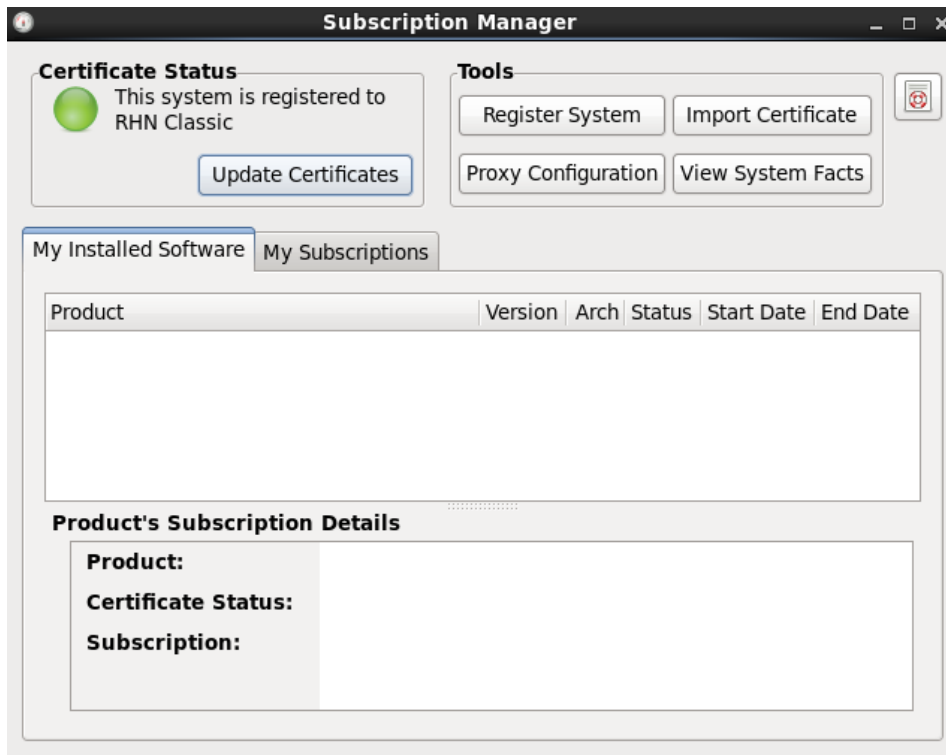 Subscription Manager
Certificate Status
This system is registered to
RHN Classic
Update Certificates
Tools
Register System
Import Certificate
Proxy Configuration
View System Facts
My Installed Software
My Subscriptions
Product Version Arch Status Start Date End Date
Product's Subscription Details
Product:
Certificate Status:
Subscription: